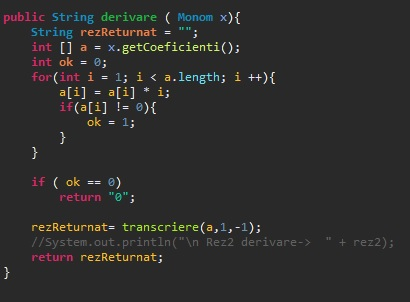 public String derivare ( Monom x){
String rezReturnat = "";
int [] a = x.getCoeficienti();
int ok = 0;
for(int i = 1; i < a.length; i ++){
a[i] = a[i] * i;
if(a[i] != 0){
ok = 1;
}
}
if ( ok == 0)
return "0";
rezReturnat= transcriere(a,1,-1);
//System.out.println("\n Rez2 derivare->  " + rez2);
return rezReturnat;
}